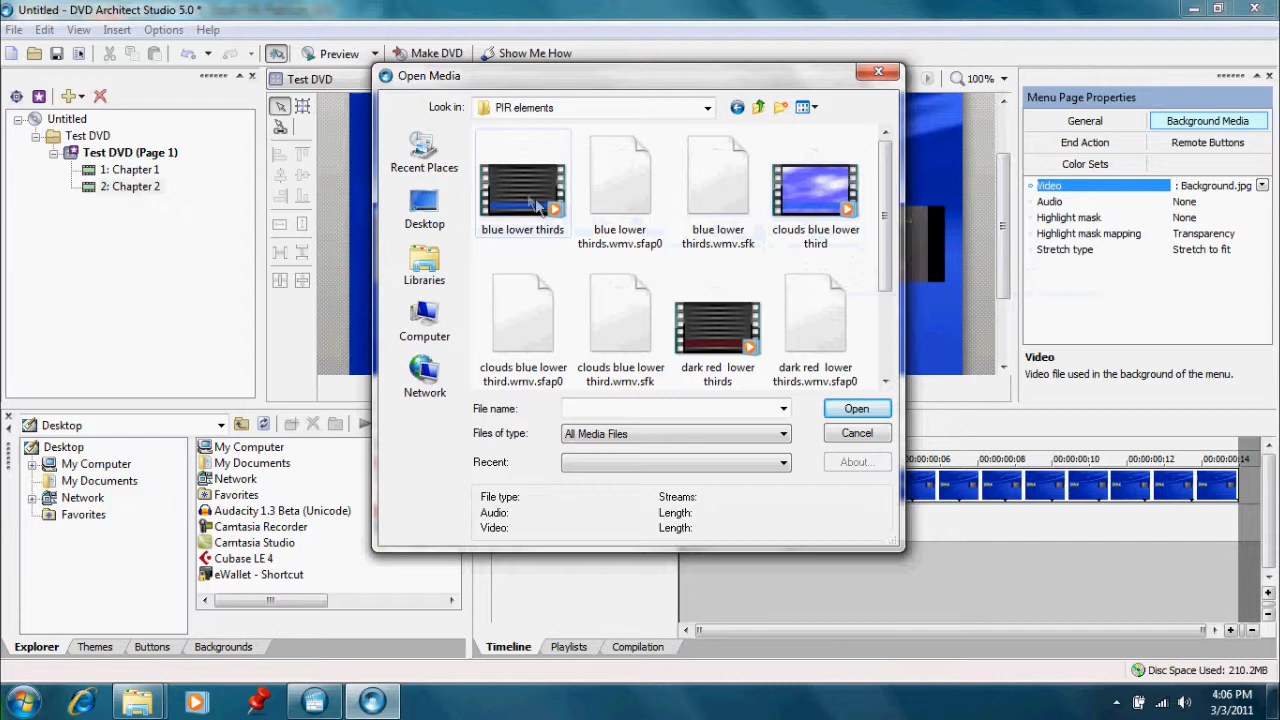 Untitled - DVD Architect Studio 5.0 *
File Edit View Insert Options Help
Preview Make DVD Show Me How
Test DVD
100%
Untitled
Test DVD
Test DVD (Page 1)
1: Chapter 1
2: Chapter 2
Open Media
Look in: PIR elements
Recent Places
Desktop
Libraries
Computer
Network
blue lower thirds
blue lower thirds.wmv.sfap0
blue lower thirds.wmv.sfk
clouds blue lower third
clouds blue lower third.wmv.sfap0
clouds blue lower third.wmv.sfk
dark red lower thirds
dark red lower thirds.wmv.sfap0
File name:
Open
Files of type: All Media Files
Cancel
Recent:
About...
File type: Streams:
Audio: Length:
Video: Length:
Menu Page Properties
General Background Media
End Action Remote Buttons
Color Sets
Video : Background.jpg
Audio None
Highlight mask None
Highlight mask mapping Transparency
Stretch type Stretch to fit
Video
Video file used in the background of the menu.
Desktop
Desktop
My Computer
My Documents
Network
Favorites
My Computer
My Documents
Network
Favorites
Audacity 1.3 Beta (Unicode)
Camtasia Recorder
Camtasia Studio
Cubase LE 4
eWallet - Shortcut
Explorer Themes Buttons Backgrounds
00:00:00:06 00:00:00:08 00:00:00:10 00:00:00:12 00:00:00:14
Timeline Playlists Compilation
Disc Space Used: 210.2MB
4:06 PM
3/3/2011